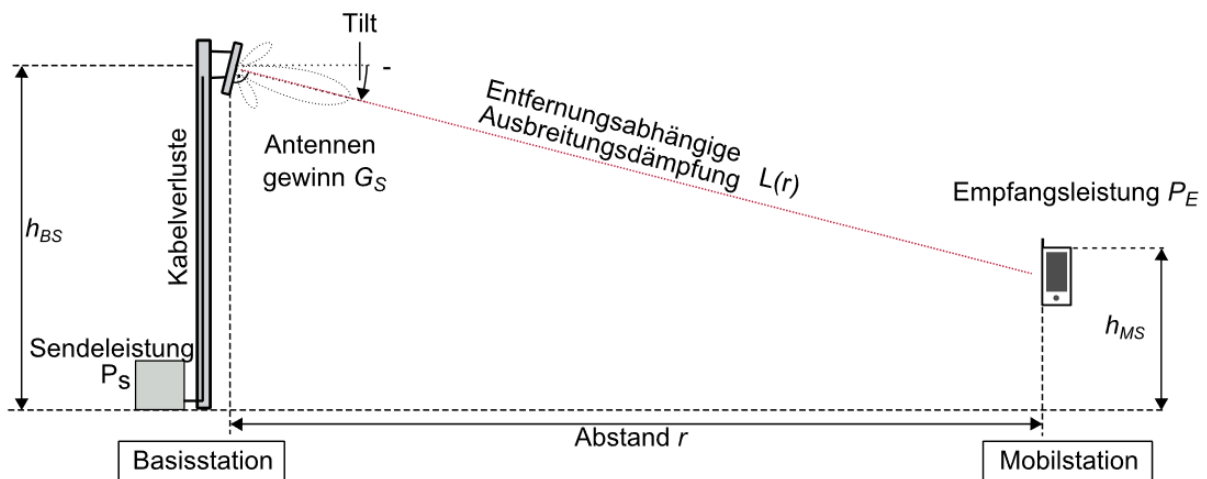 Tilt
-
Entfernungsabhängige
Ausbreitungsdämpfung L(r)
Antennen
gewinn G_S
Kabelverluste
h_BS
Empfangsleistung P_E
h_MS
Sendeleistung
P_s
Abstand r
Basisstation
Mobilstation